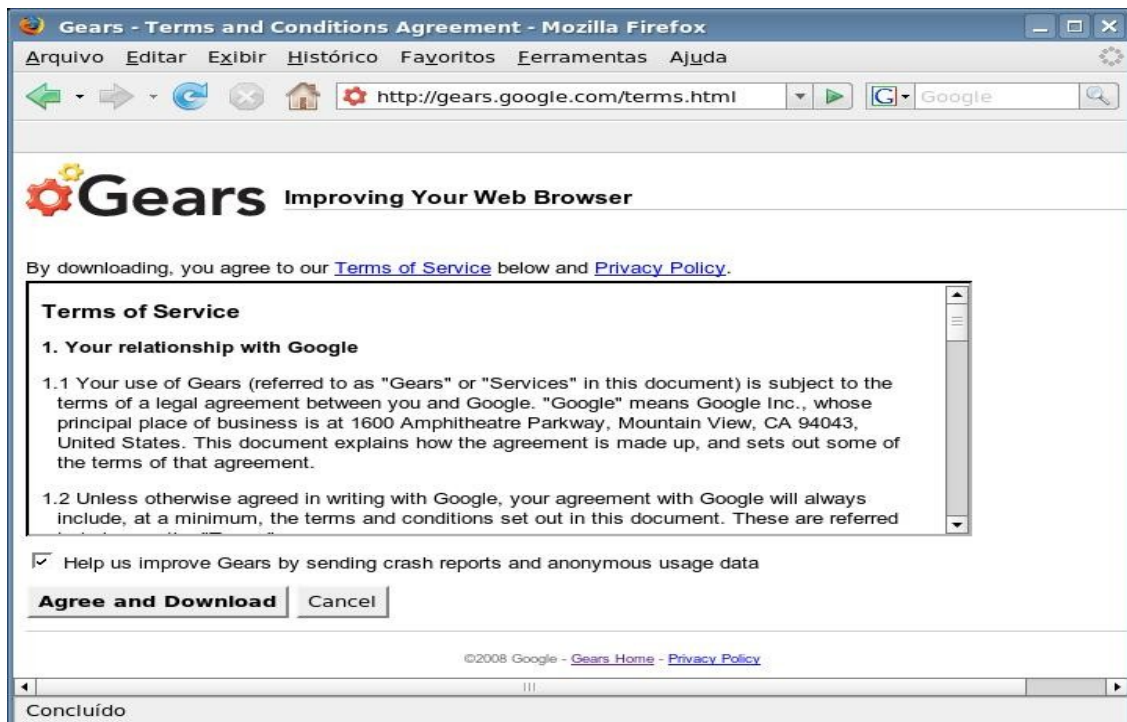 Gears - Terms and Conditions Agreement - Mozilla Firefox
Arquivo Editar Exibir Histórico Favoritos Ferramentas Ajuda
http://gears.google.com/terms.html G Google
Gears Improving Your Web Browser
By downloading, you agree to our Terms of Service below and Privacy Policy.
Terms of Service
1. Your relationship with Google
1.1 Your use of Gears (referred to as "Gears" or "Services" in this document) is subject to the
terms of a legal agreement between you and Google. "Google" means Google Inc., whose
principal place of business is at 1600 Amphitheatre Parkway, Mountain View, CA 94043,
United States. This document explains how the agreement is made up, and sets out some of
the terms of that agreement.
1.2 Unless otherwise agreed in writing with Google, your agreement with Google will always
include, at a minimum, the terms and conditions set out in this document. These are referred
Help us improve Gears by sending crash reports and anonymous usage data
Agree and Download Cancel
©2008 Google - Gears Home - Privacy Policy
Concluído